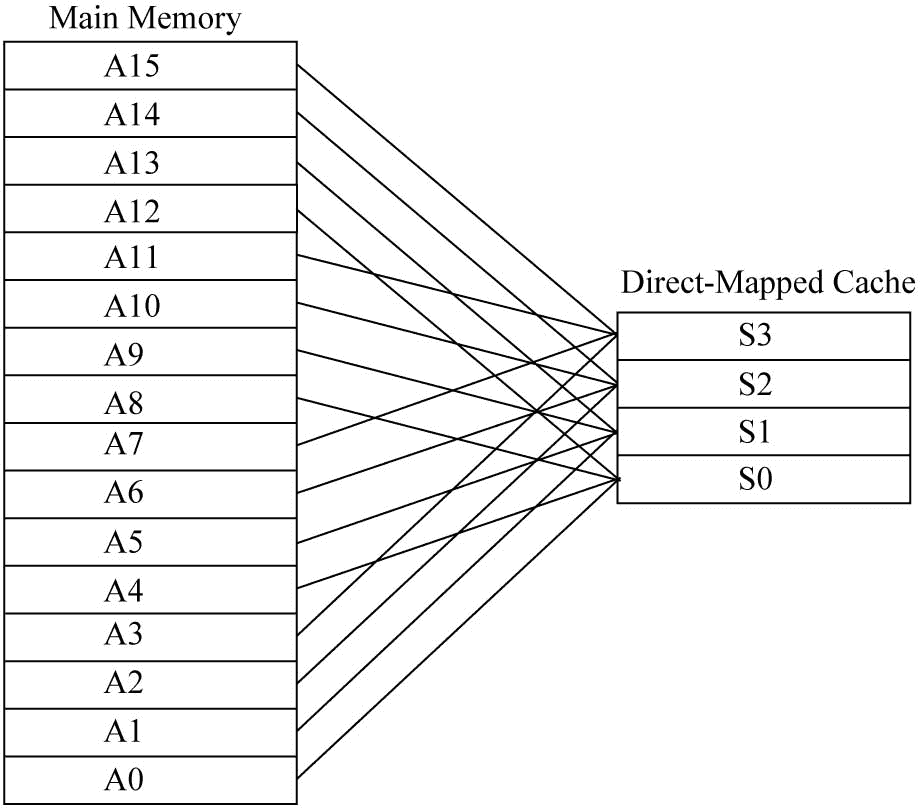 Main Memory
A15
A14
A13
A12
A11
A10
A9
A8
A7
A6
A5
A4
A3
A2
A1
A0
Direct-Mapped Cache
S3
S2
S1
S0